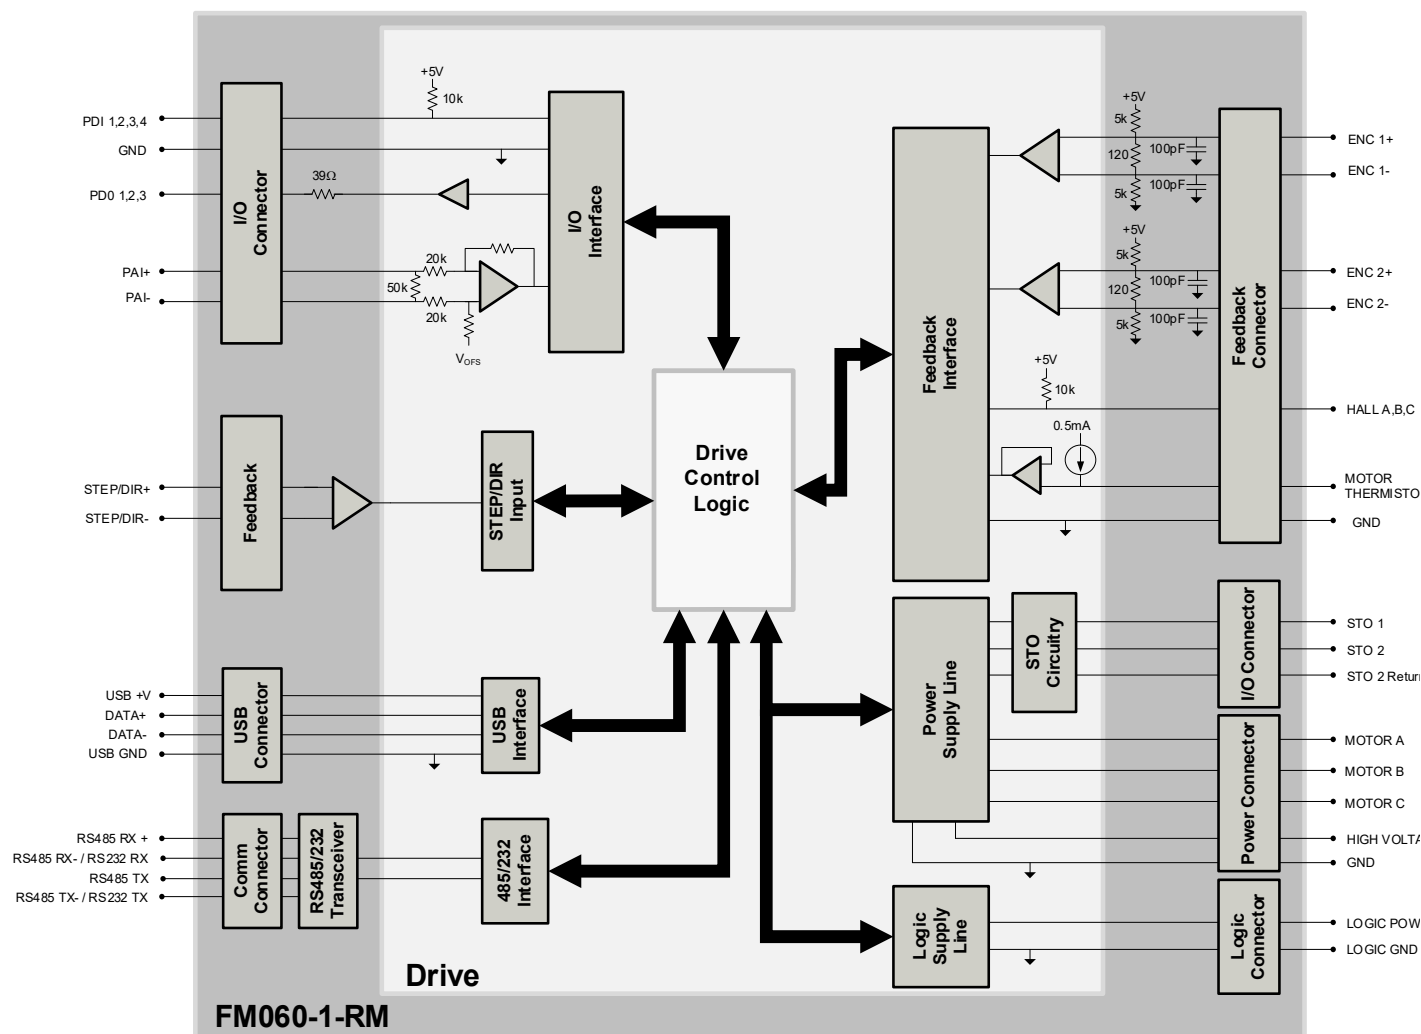 +5V
10k
PDI 1,2,3,4
GND
39Ω
PD0 1,2,3
PAI+
PAI-
20k
50k
20k
VOFS
I/O
Connector
I/O
Interface
STEP/DIR+
STEP/DIR-
Feedback
STEP/DIR
Input
Drive
Control
Logic
USB +V
DATA+
DATA-
USB GND
USB
Connector
USB
Interface
RS485 RX +
RS485 RX- / RS232 RX
RS485 TX
RS485 TX- / RS232 TX
Comm
Connector
RS485/232
Transceiver
485/232
Interface
Feedback
Interface
+5V
5k
120
5k
100pF
100pF
+5V
5k
120
5k
100pF
100pF
+5V
10k
0.5mA
Feedback
Connector
ENC 1+
ENC 1-
ENC 2+
ENC 2-
HALL A,B,C
MOTOR
THERMISTO
GND
Power
Supply Line
STO
Circuitry
I/O Connector
STO 1
STO 2
STO 2 Return
Power Connector
MOTOR A
MOTOR B
MOTOR C
HIGH VOLTA
GND
Logic
Supply
Line
Logic
Connector
LOGIC POW
LOGIC GND
Drive
FM060-1-RM